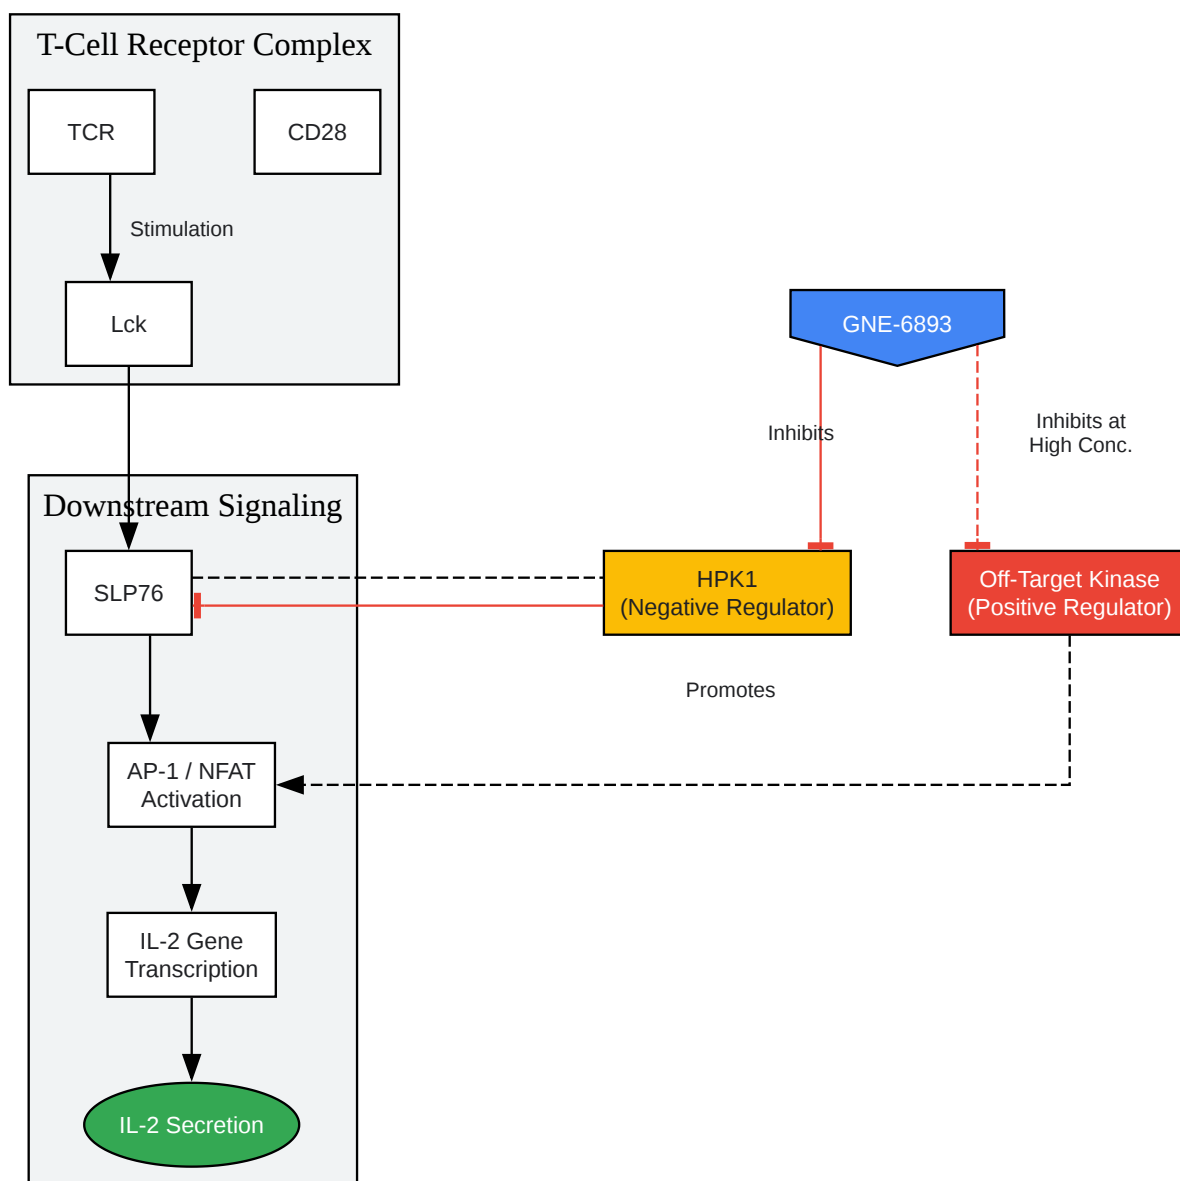 T-Cell Receptor Complex
TCR
CD28
Stimulation
Lck
GNE-6893
Inhibits
Inhibits at
High Conc.
Downstream Signaling
SLP76
HPK1
(Negative Regulator)
Off-Target Kinase
(Positive Regulator)
Promotes
AP-1 / NFAT
Activation
IL-2 Gene
Transcription
IL-2 Secretion